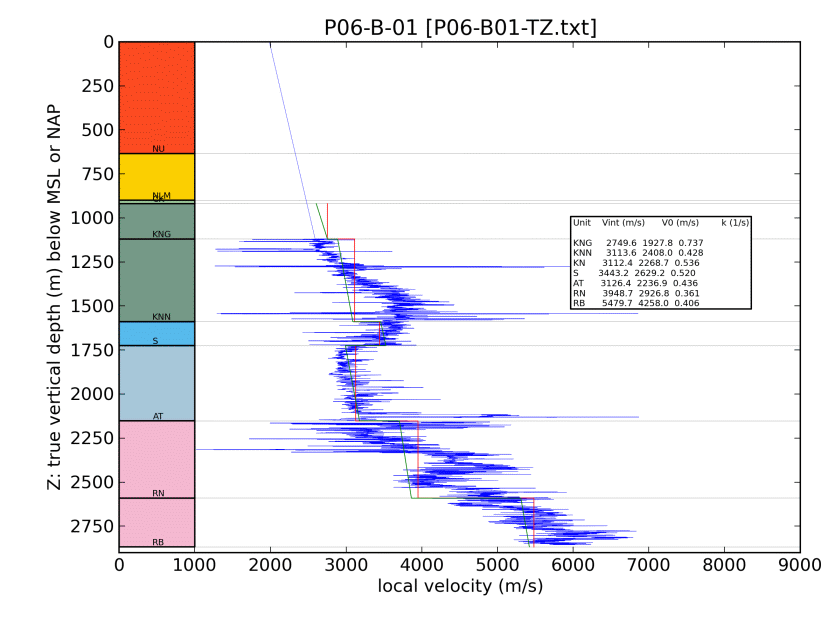 P06-B-01 [P06-B01-TZ.txt]
0
250
500
750
1000
1250
1500
1750
2000
2250
2500
2750
Z: true vertical depth (m) below MSL or NAP
NU
NLM
KNG
KNN
S
AT
RN
RB
Unit Vint (m/s) V0 (m/s) k (1/s)
KNG 2749.6 1927.8 0.737
KNN 3113.6 2408.0 0.428
KN 3112.4 2268.7 0.536
S 3443.2 2629.2 0.520
AT 3126.4 2236.9 0.436
RN 3948.7 2926.8 0.361
RB 5479.7 4258.0 0.406
0 1000 2000 3000 4000 5000 6000 7000 8000 9000
local velocity (m/s)